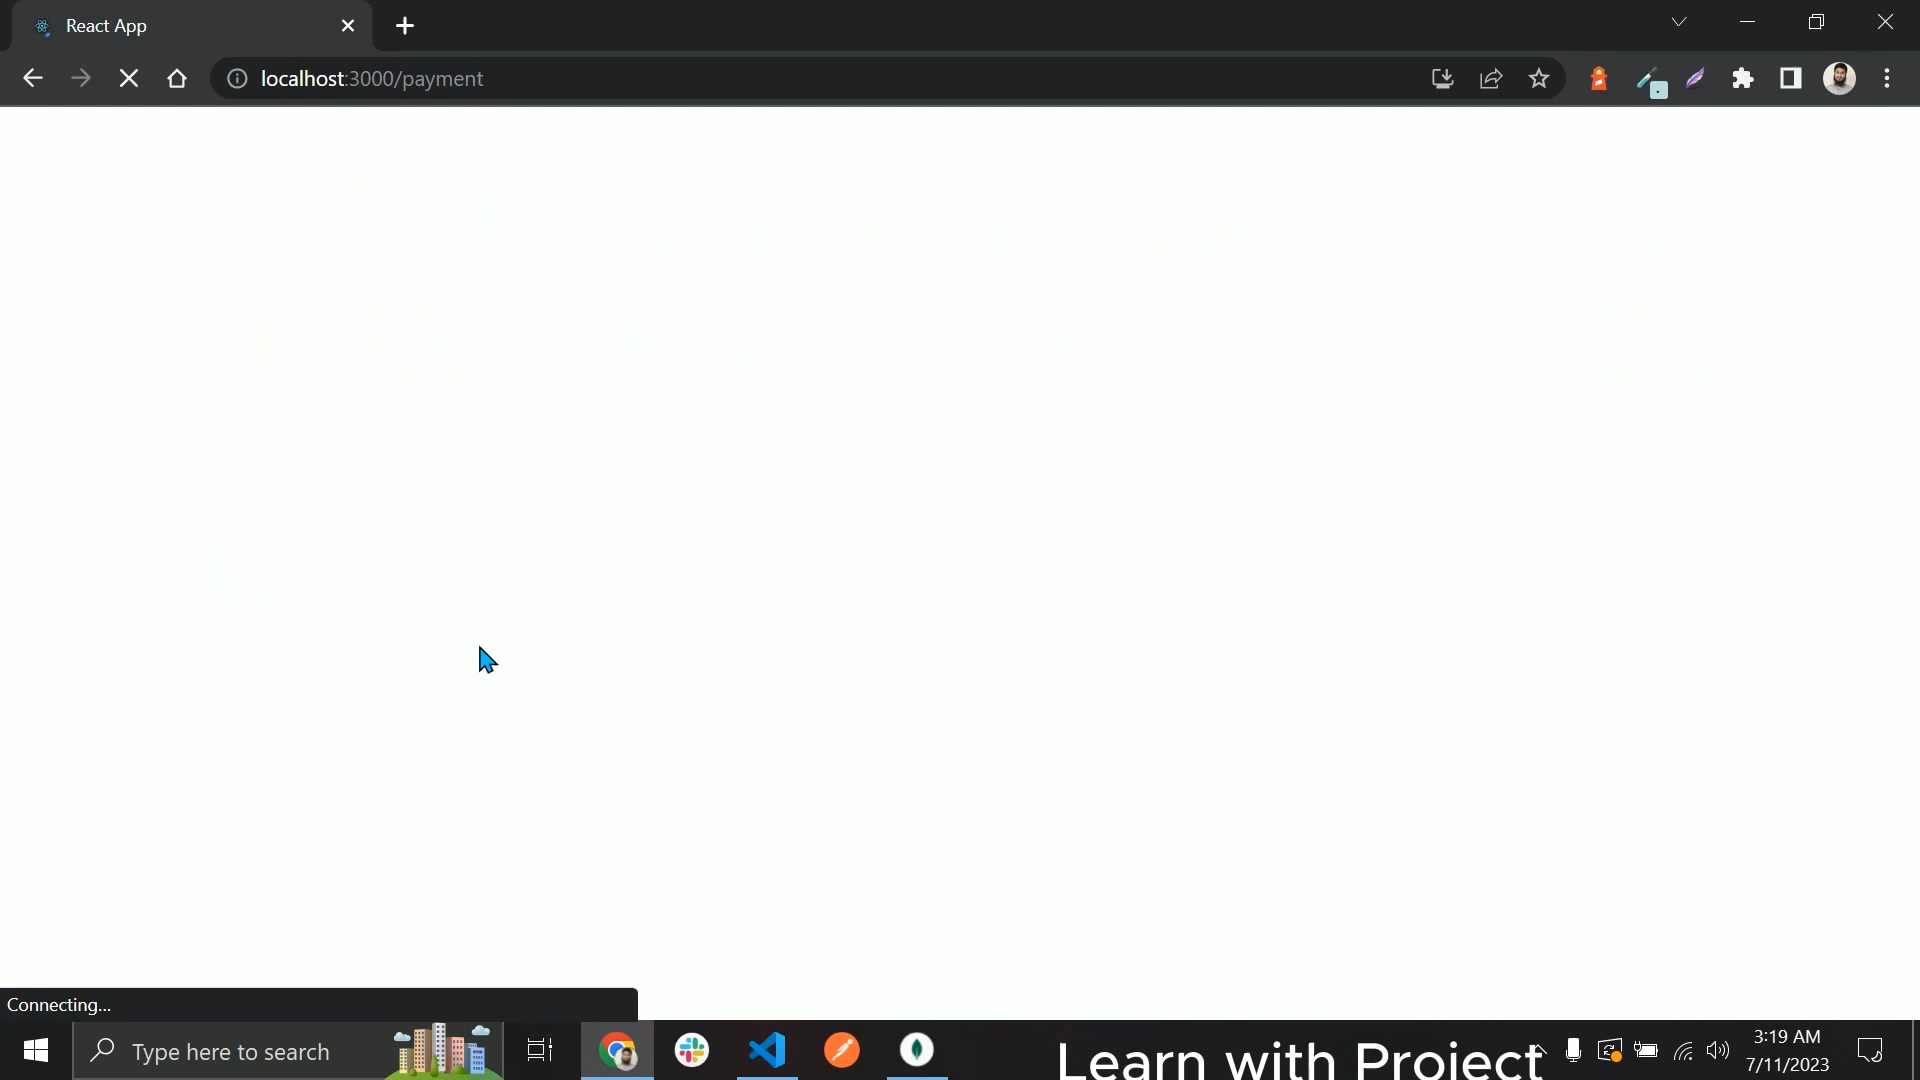 React App
localhost:3000/payment
Connecting...
Type here to search
Learn with Project
3:19 AM
7/11/2023